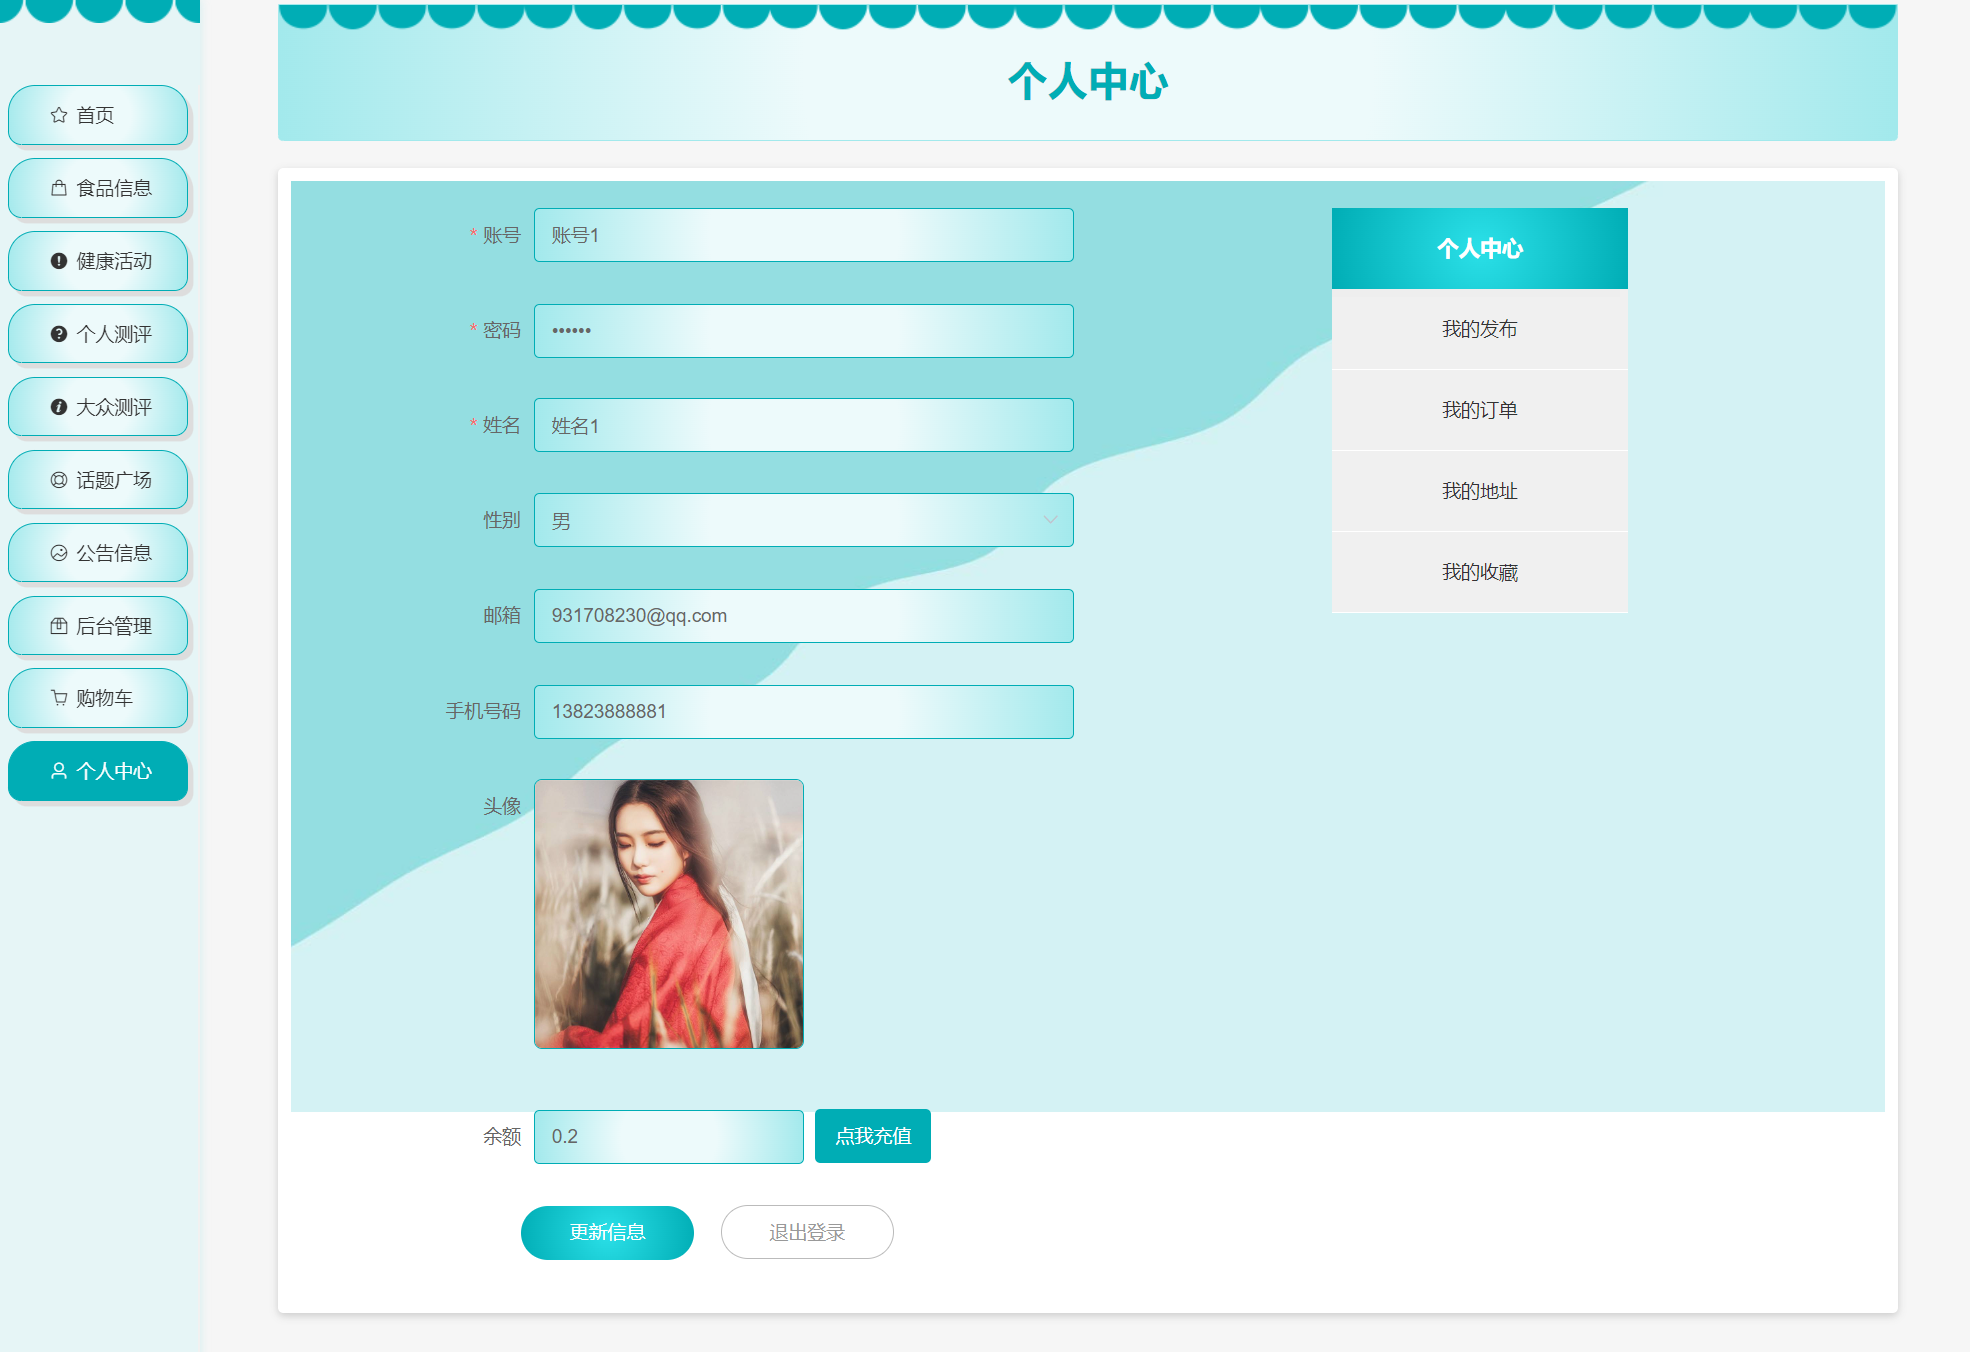 个人中心
首页
食品信息
健康活动
个人测评
大众测评
话题广场
公告信息
后台管理
购物车
个人中心
* 账号 账号1
* 密码 ••••••
* 姓名 姓名1
性别 男
邮箱 931708230@qq.com
手机号码 13823888881
头像
余额 0.2 点我充值
更新信息 退出登录
个人中心
我的发布
我的订单
我的地址
我的收藏